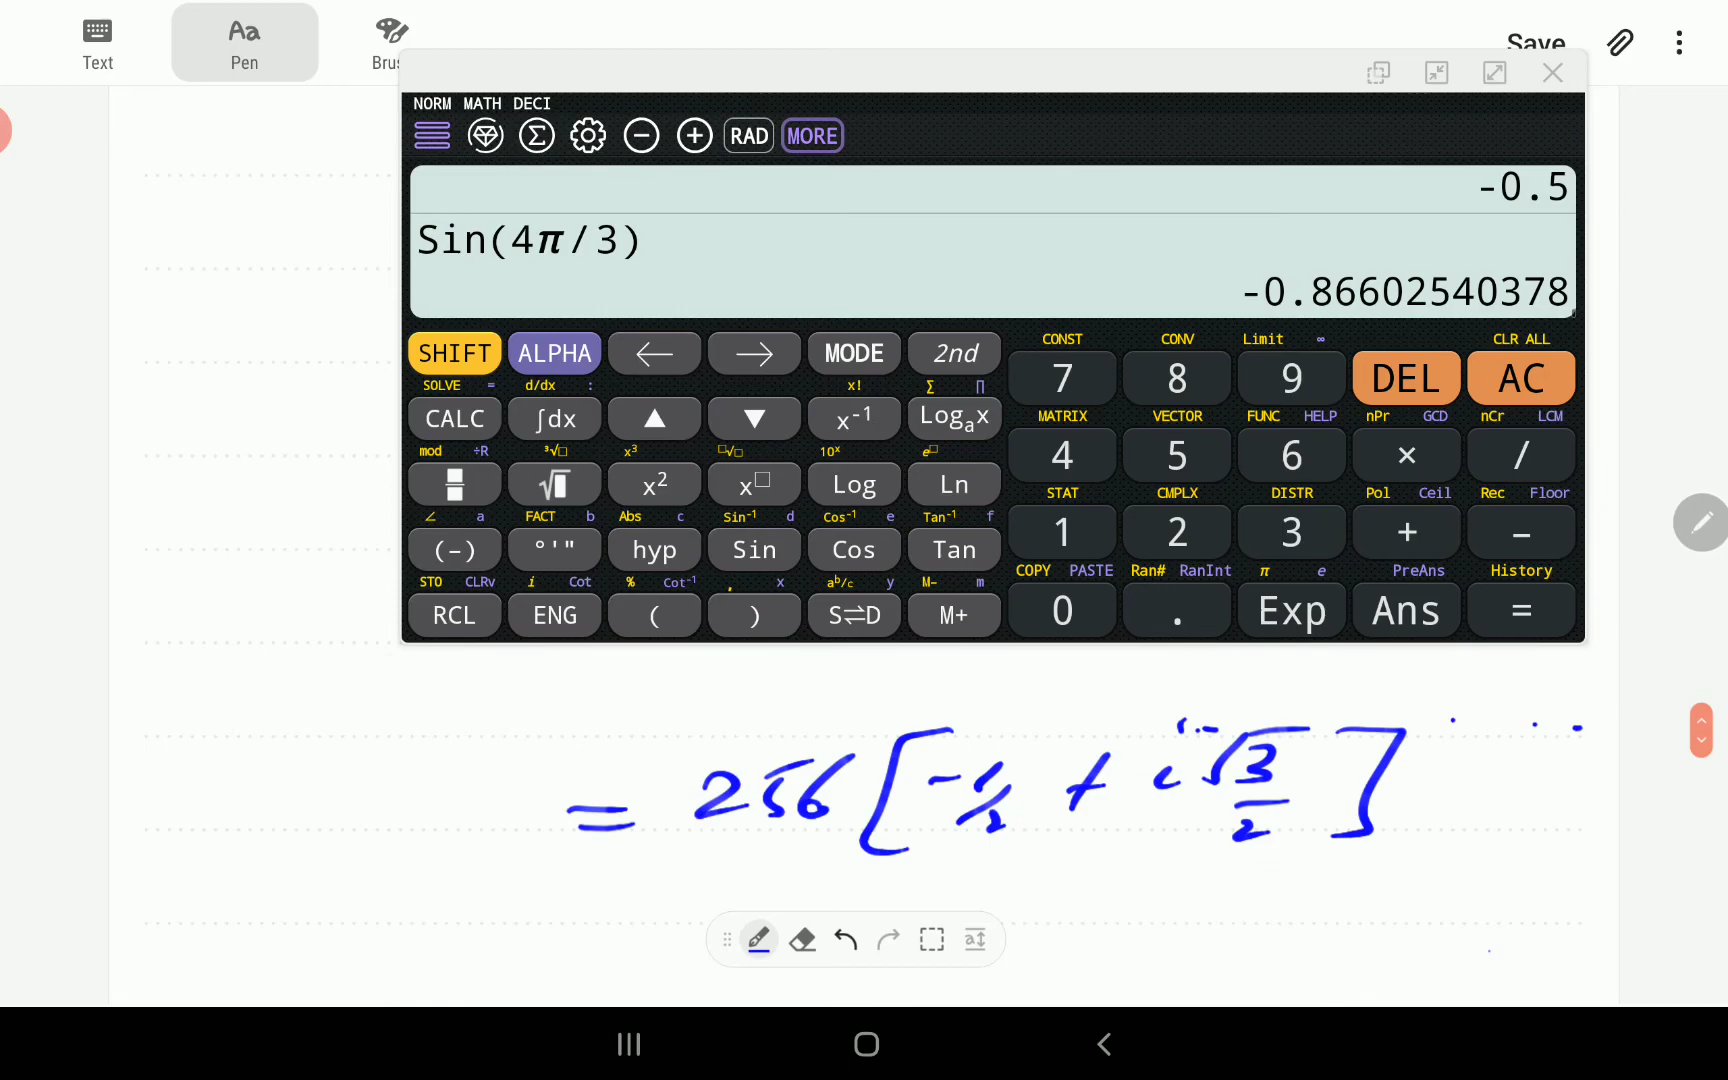 Text Pen Save
NORM MATH DECI
RAD MORE
-0.5
Sin(4π/3)
-0.86602540378
CONST CONV Limit ∞ CLR ALL
SHIFT ALPHA ← → MODE 2nd 7 8 9 DEL AC
SOLVE = d/dx : x! ∑ ∏ MATRIX VECTOR FUNC HELP nPr GCD nCr LCM
CALC ∫dx ▲ ▼ x⁻¹ Logₐx 4 5 6 × /
mod ÷R ³√□ x³ □√□ 10ˣ e□ STAT CMPLX DISTR Pol Ceil Rec Floor
√ x² x□ Log Ln 1 2 3 + −
∠ a FACT b Abs c Sin⁻¹ d Cos⁻¹ e Tan⁻¹ f
(−) °'" hyp Sin Cos Tan
COPY PASTE Ran# RanInt π e PreAns History
STO CLRv i Cot % Cot⁻¹ , x aᵇ/c y M− m
RCL ENG ( ) S⇌D M+ 0 . Exp Ans =
= 256 [ -1/2 + i √3/2 ]